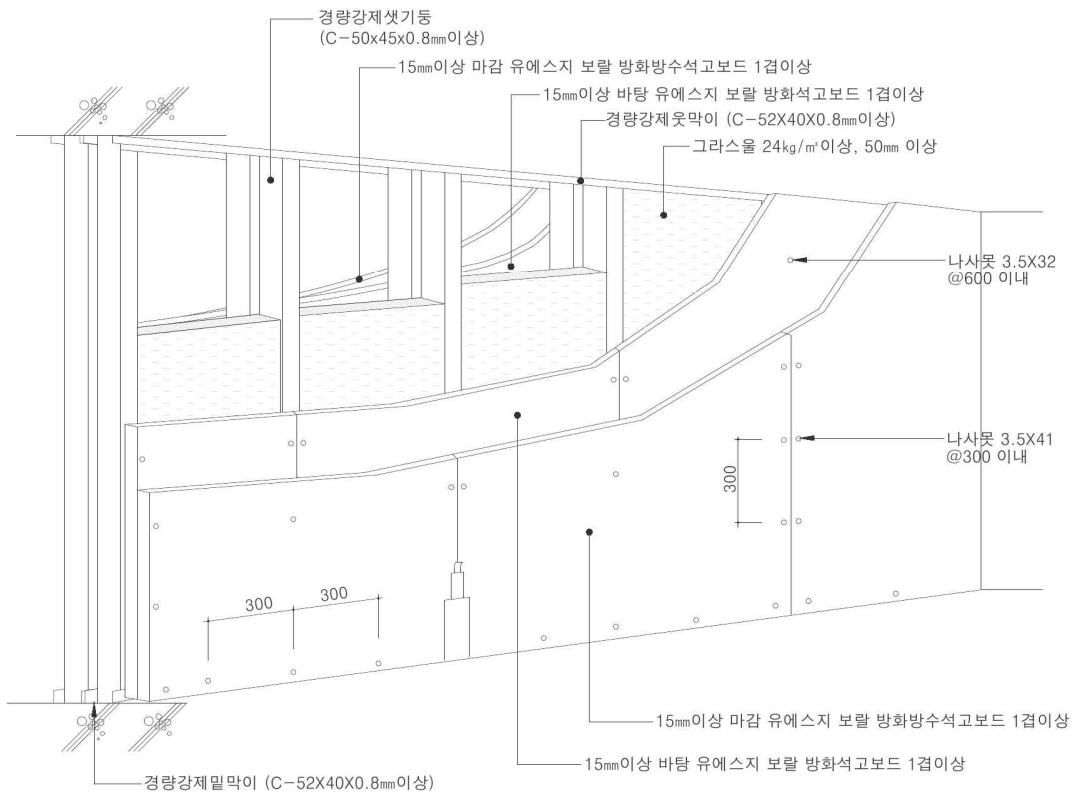 경량강제샛기둥
(C-50x45x0.8㎜이상)
15㎜이상 마감 유에스지 보랄 방화방수석고보드 1겹이상
15㎜이상 바탕 유에스지 보랄 방화석고보드 1겹이상
경량강제웃막이 (C-52X40X0.8㎜이상)
그라스울 24㎏/㎥이상, 50㎜ 이상
나사못 3.5X32
@600 이내
나사못 3.5X41
@300 이내
300
300
300
15㎜이상 마감 유에스지 보랄 방화방수석고보드 1겹이상
15㎜이상 바탕 유에스지 보랄 방화석고보드 1겹이상
경량강제밑막이 (C-52X40X0.8㎜이상)